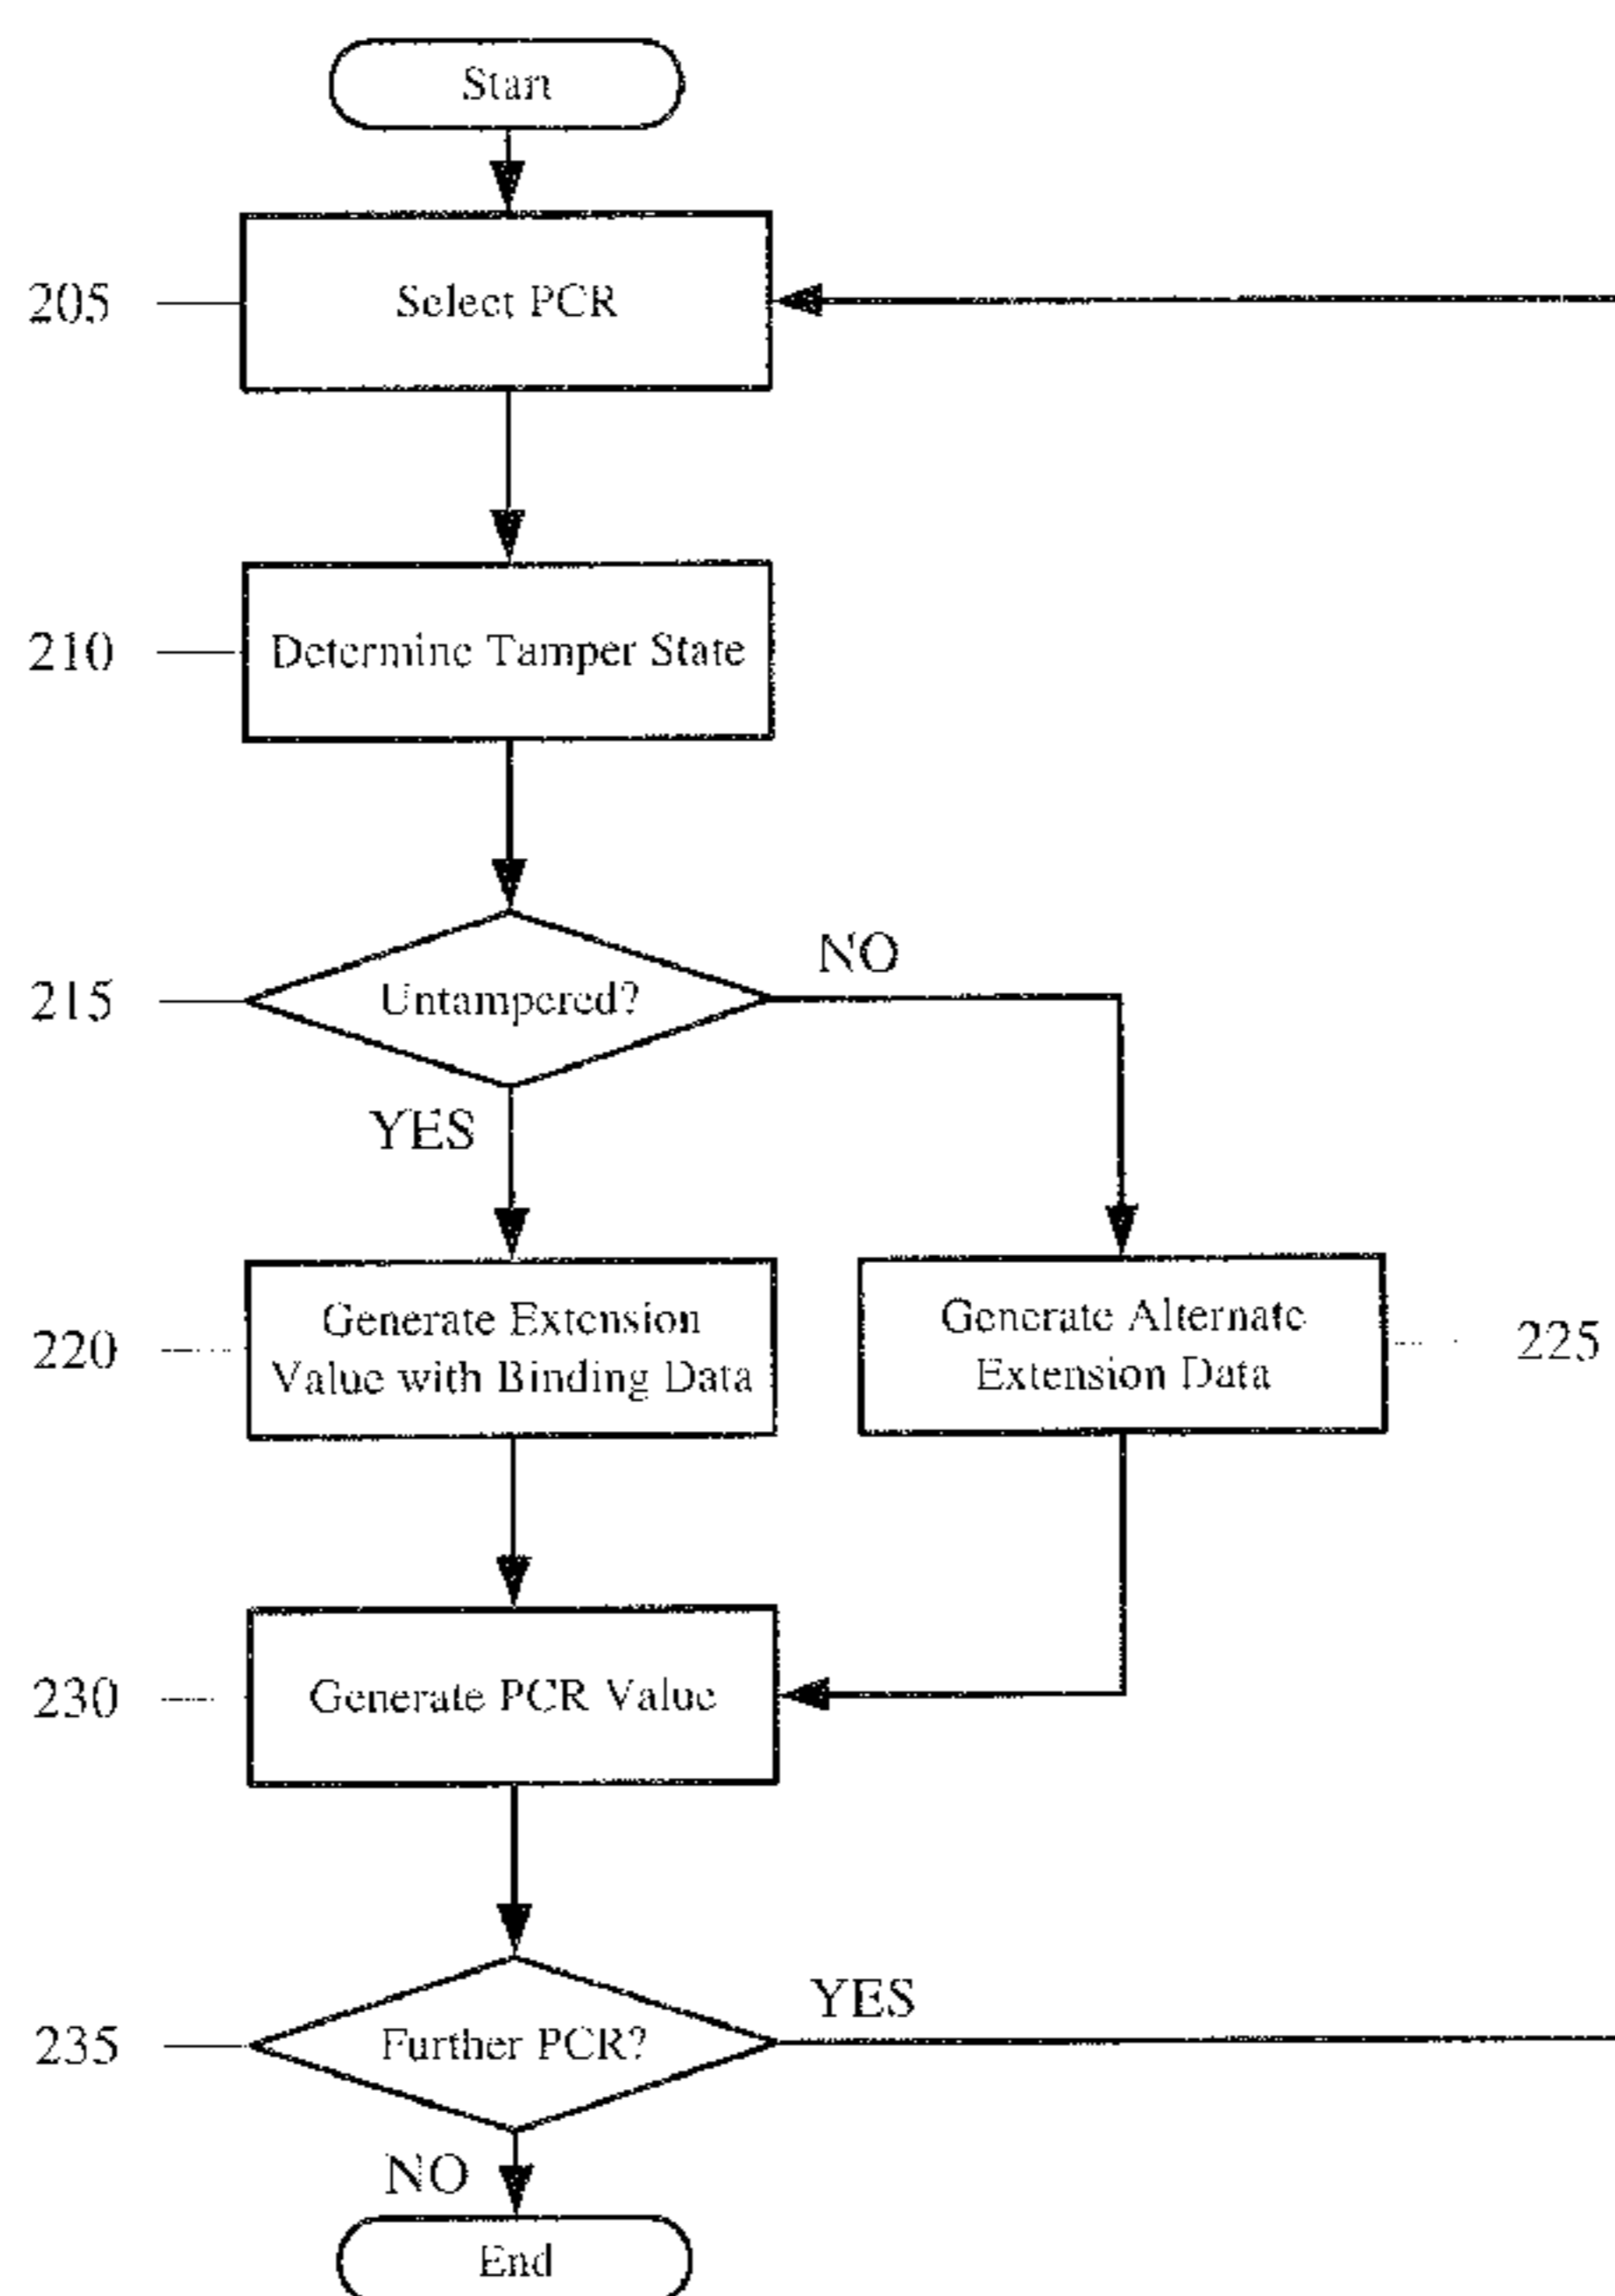 Start
205
Select PCR
210
Determine Tamper State
215
Untampered?
NO
YES
220
Generate Extension
Value with Binding Data
Generate Alternate
Extension Data
225
230
Generate PCR Value
235
Further PCR?
YES
NO
End